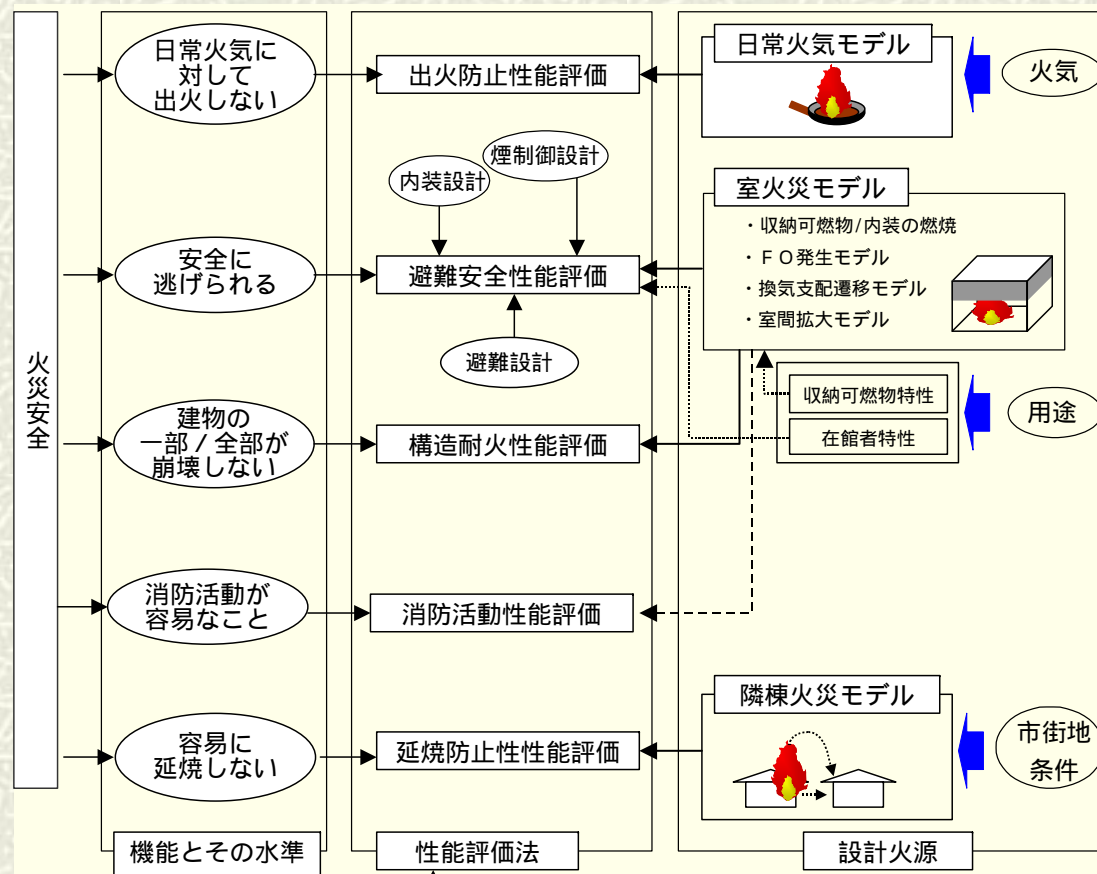 火災安全
日常火気に
対して
出火しない
安全に
逃げられる
建物の
一部/全部が
崩壊しない
消防活動が
容易なこと
容易に
延焼しない
機能とその水準
出火防止性能評価
内装設計
煙制御設計
避難安全性能評価
避難設計
構造耐火性能評価
消防活動性能評価
延焼防止性性能評価
性能評価法
日常火気モデル
火気
室火災モデル
・収納可燃物/内装の燃焼
・FO発生モデル
・換気支配遷移モデル
・室間拡大モデル
収納可燃物特性
在館者特性
用途
隣棟火災モデル
市街地
条件
設計火源